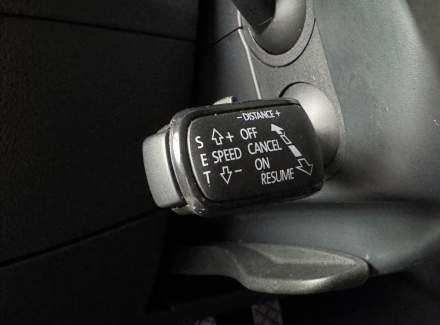 - DISTANCE +
S + OFF
E SPEED CANCEL
ON
T - RESUME